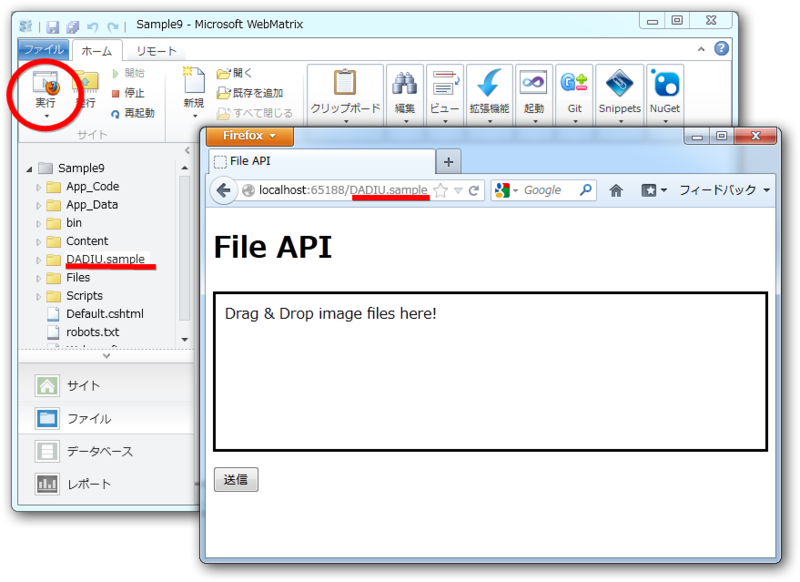 Sample9 - Microsoft WebMatrix
ファイル ホーム リモート
実行
開始
停止
再起動
サイト
新規
開く
既存を追加
すべて閉じる
クリップボード
編集
ビュー
拡張機能
起動
Git
Snippets
NuGet
Sample9
App_Code
App_Data
bin
Content
DADIU.sample
Files
Scripts
Default.cshtml
robots.txt
サイト
ファイル
データベース
レポート
Firefox
File API
localhost:65188/DADIU.sample
Google
フィードバック
File API
Drag & Drop image files here!
送信